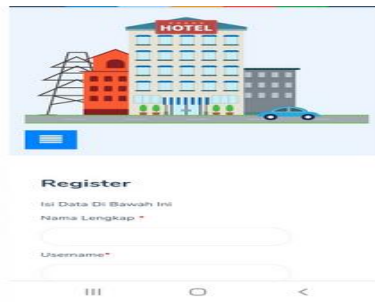 HOTEL
Register
Isi Data Di Bawah Ini
Nama Lengkap *
Username*